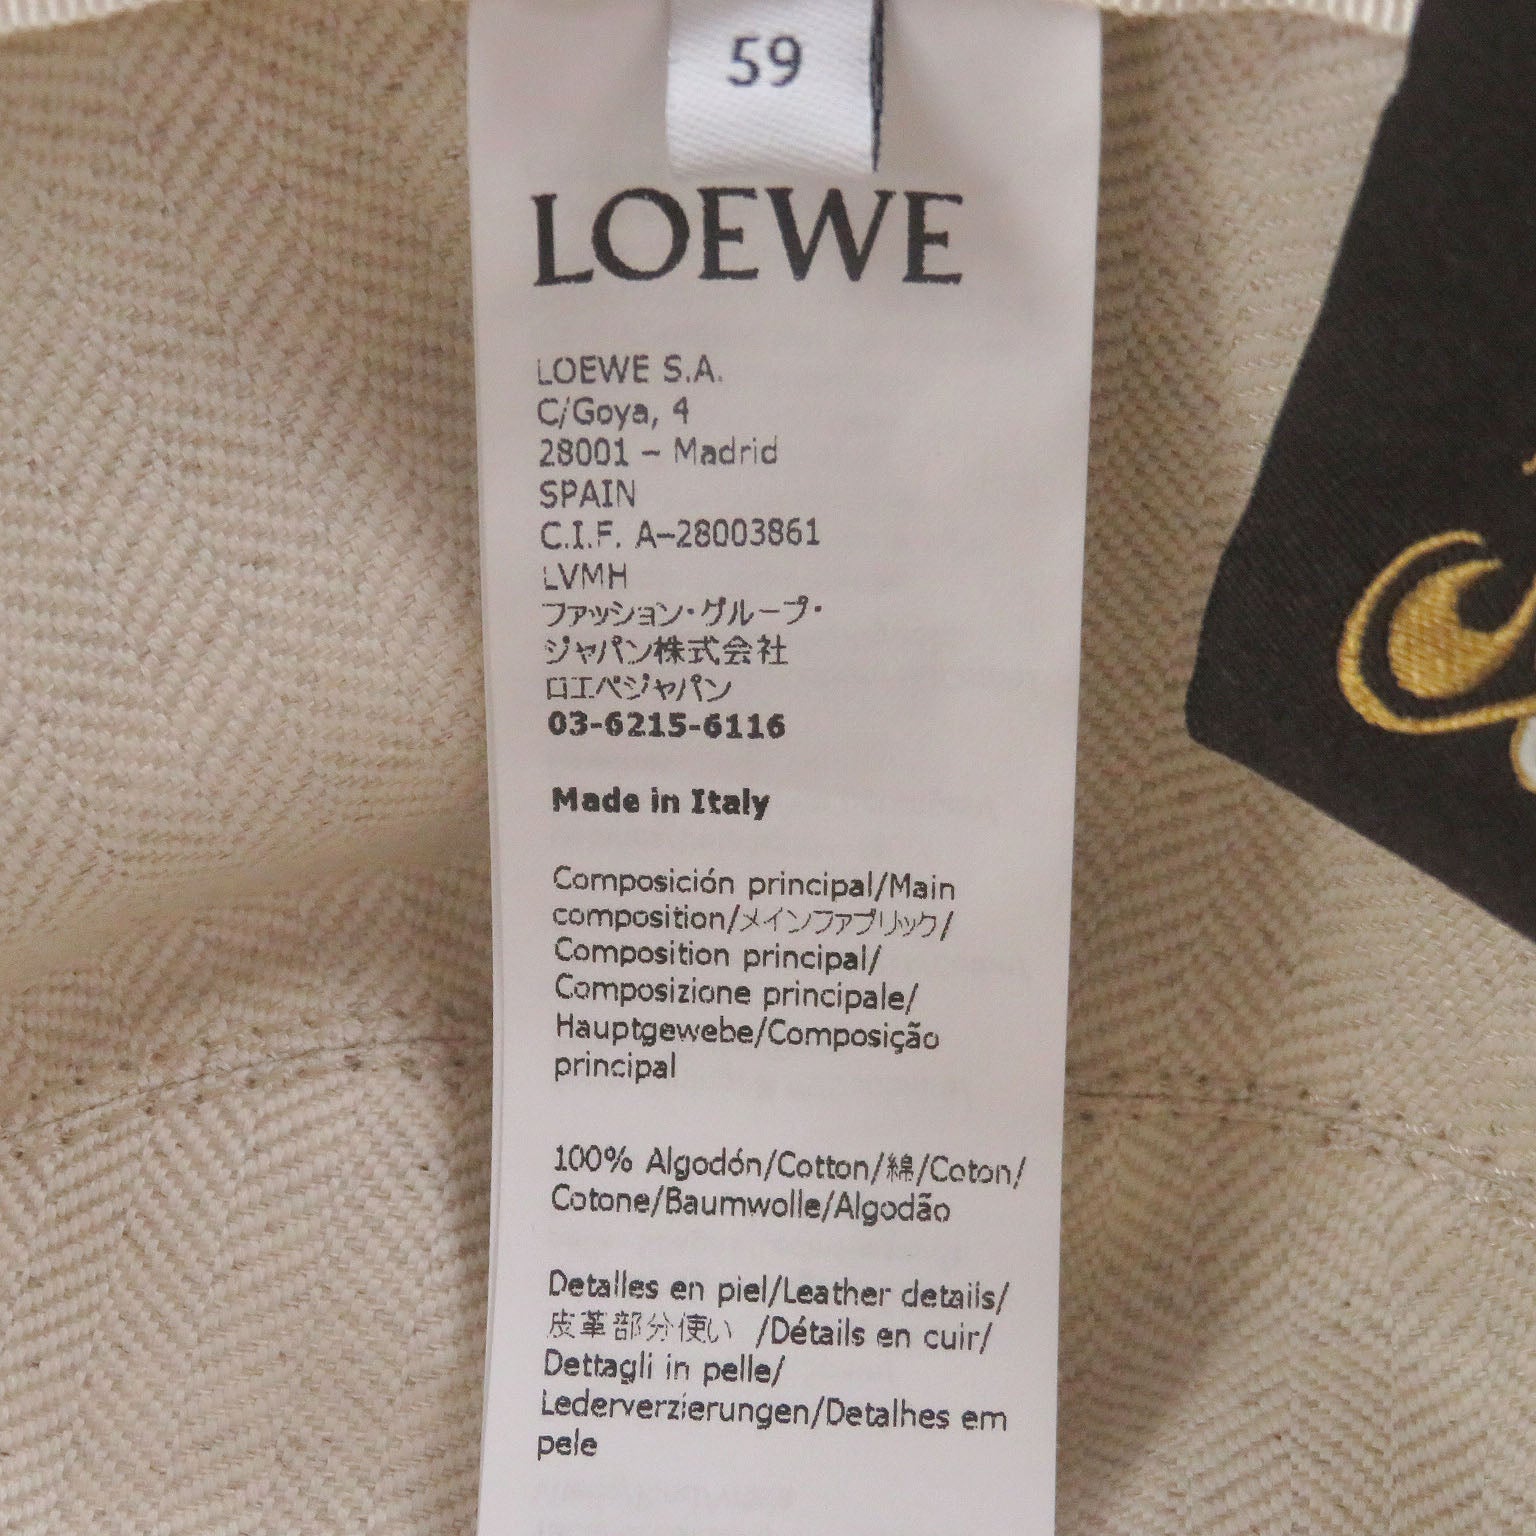 59
LOEWE
LOEWE S.A.
C/Goya, 4
28001 – Madrid
SPAIN
C.I.F. A–28003861
LVMH
ファッション・グループ・
ジャパン株式会社
ロエベジャパン
03-6215-6116
Made in Italy
Composición principal/Main
composition/メインファブリック/
Composition principal/
Composizione principale/
Hauptgewebe/Composição
principal
100% Algodón/Cotton/綿/Coton/
Cotone/Baumwolle/Algodão
Detalles en piel/Leather details/
皮革部分使い /Détails en cuir/
Dettagli in pelle/
Lederverzierungen/Detalhes em
pele